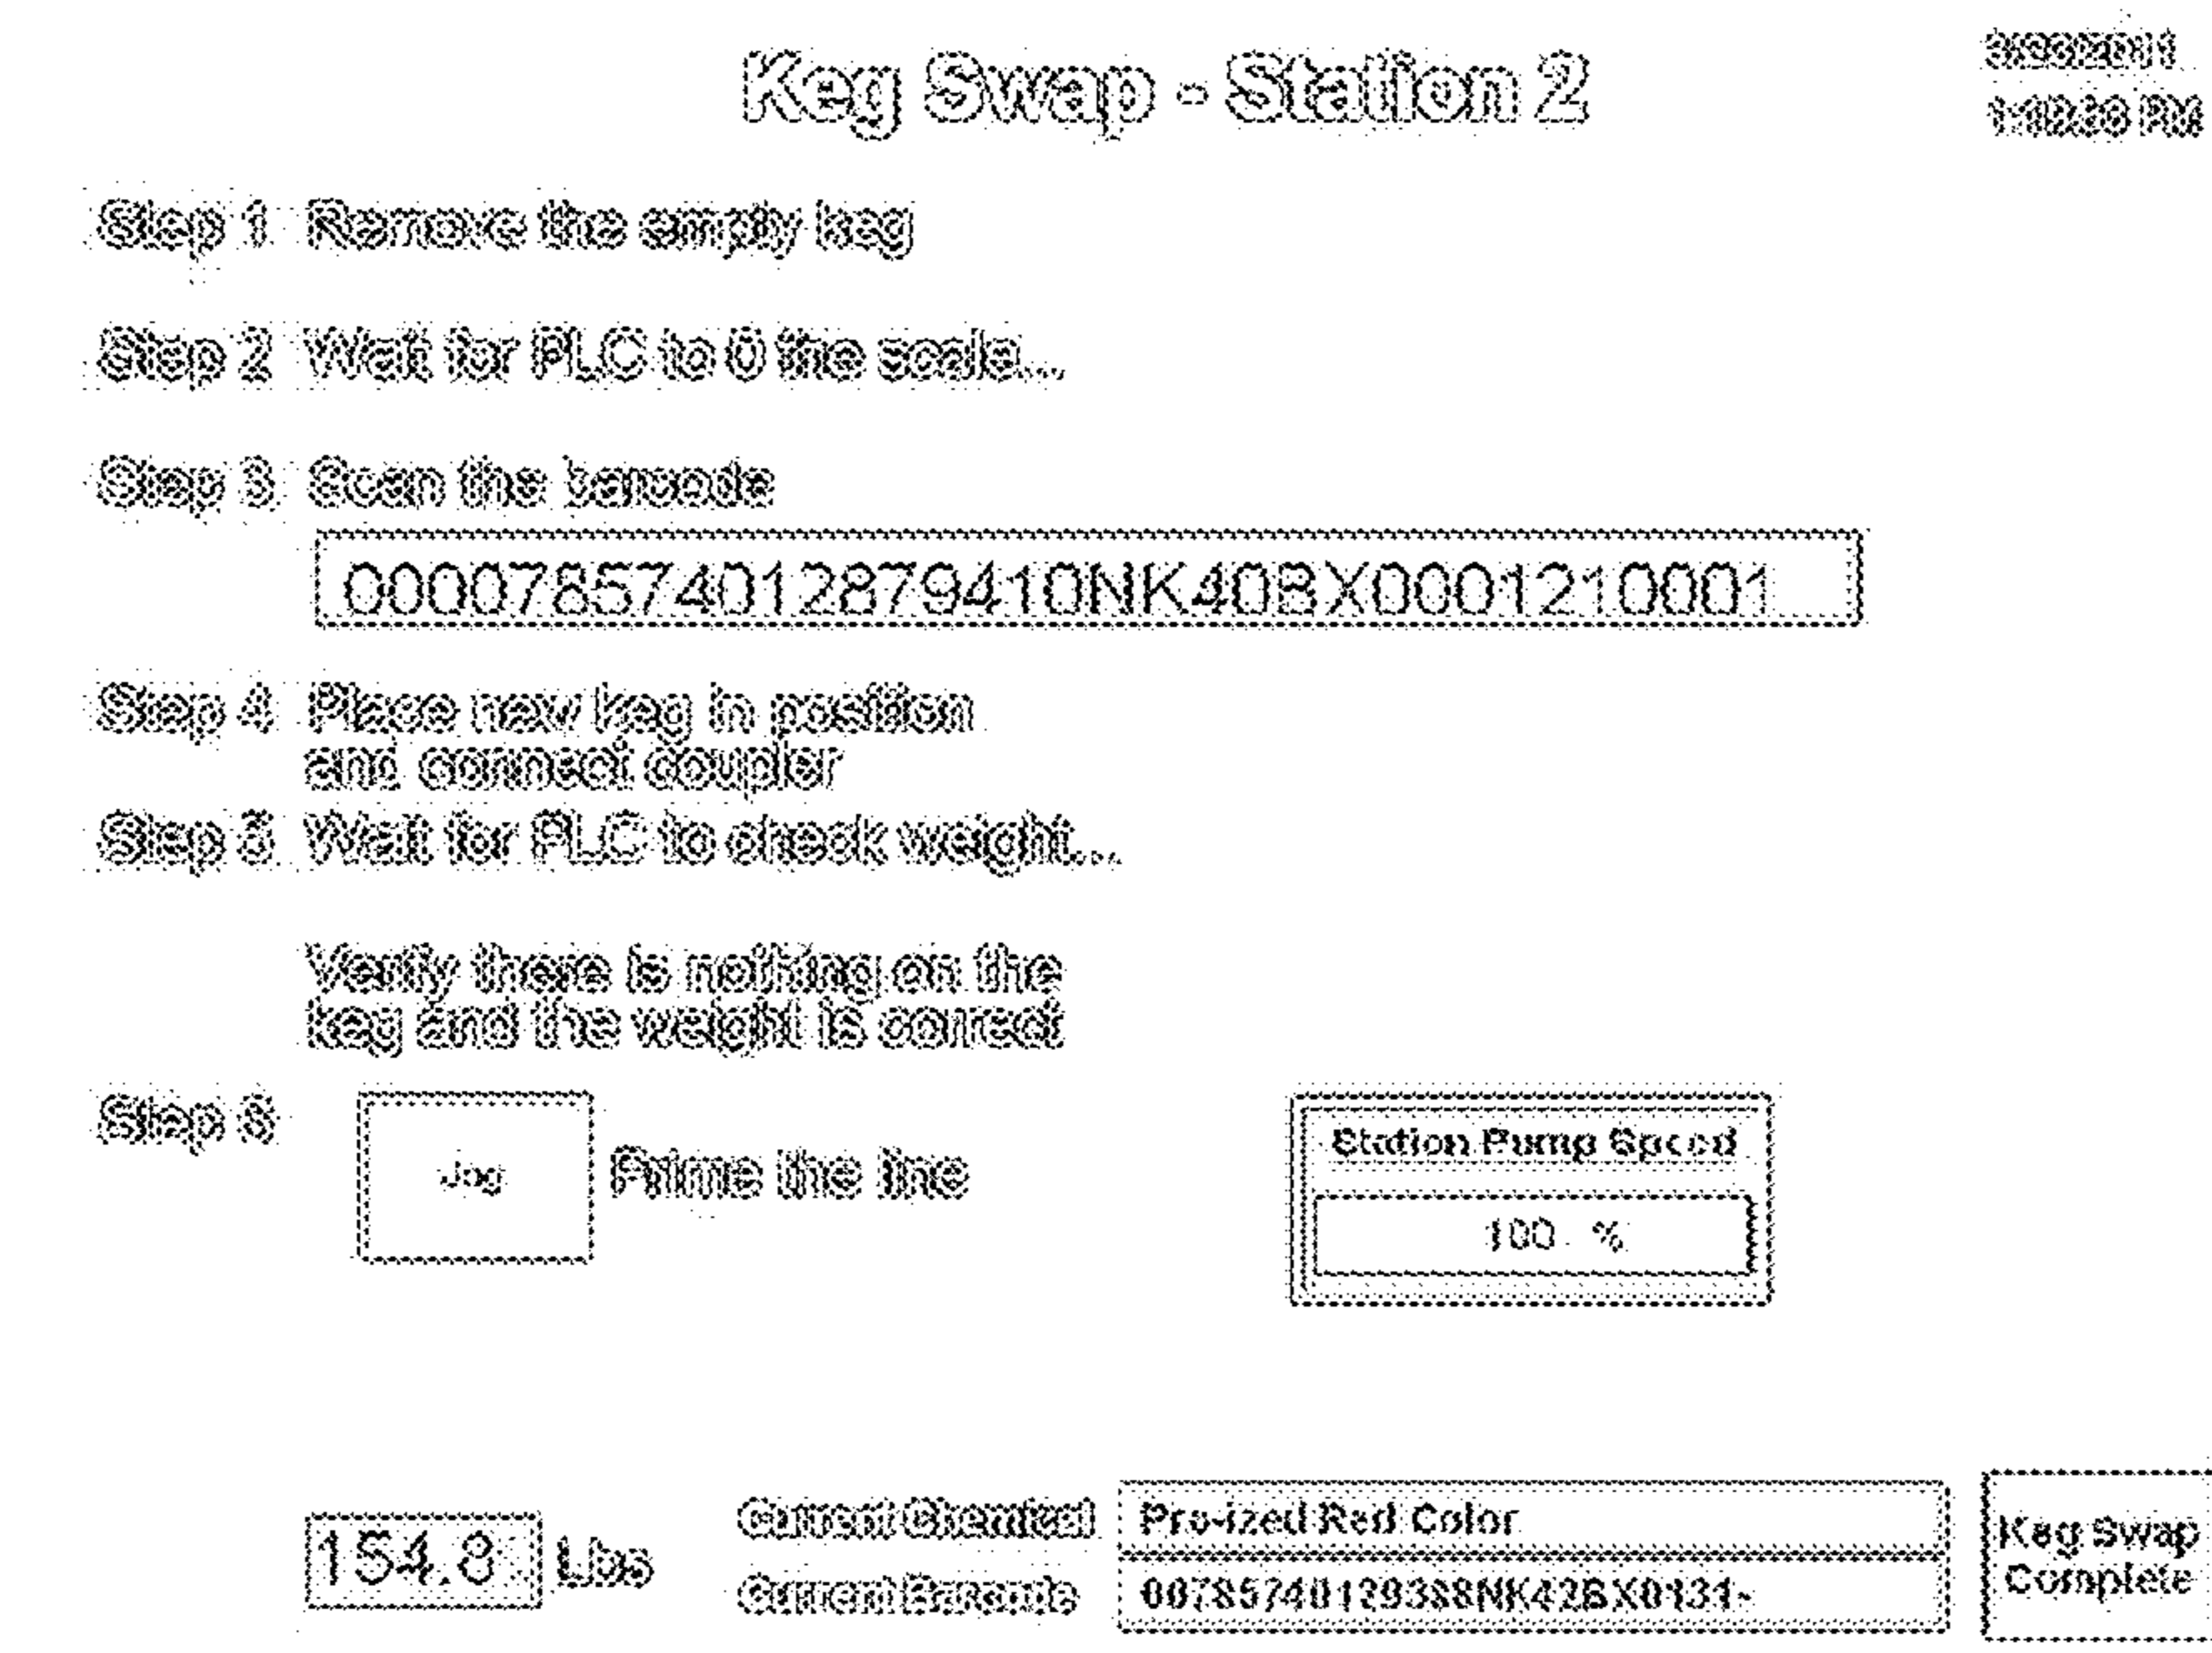 Keg Swap - Station 2
PM
Step 1 Remove the empty keg
Step 2 Wait for PLC to 0 the scale...
Step 3 Scan the barcode
000078574012879410NK40BX0001210001
Step 4 Place new keg in position
and connect coupler
Step 5 Wait for PLC to check weight...
Verify there is nothing on the
keg and the weight is correct
Step 6
Jog
Prime the line
Station Pump Speed
100 %
154.8 Lbs
Current Chemical Pro-ized Red Color
Current Barcode
Keg Swap
Complete